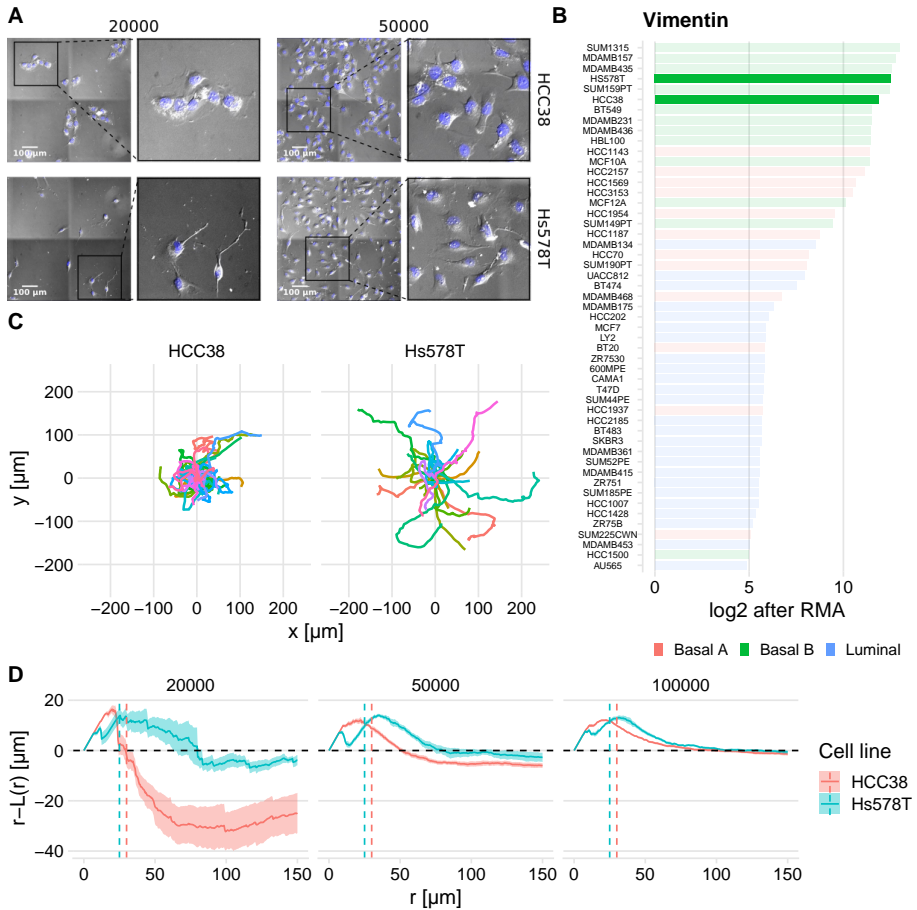 A
20000
50000
HCC38
Hs578T
100 µm
100 µm
100 µm
100 µm
B
Vimentin
SUM1315
MDAMB157
MDAMB435
HS578T
SUM159PT
HCC38
BT549
MDAMB231
MDAMB436
HBL100
HCC1143
MCF10A
HCC2157
HCC1569
HCC3153
MCF12A
HCC1954
SUM149PT
HCC1187
MDAMB134
HCC70
SUM190PT
UACC812
BT474
MDAMB468
MDAMB175
HCC202
MCF7
LY2
BT20
ZR7530
600MPE
CAMA1
T47D
SUM44PE
HCC1937
HCC2185
BT483
SKBR3
MDAMB361
SUM52PE
MDAMB415
ZR751
SUM185PE
HCC1007
HCC1428
ZR75B
SUM225CWN
MDAMB453
HCC1500
AU565
0 5 10
log2 after RMA
Basal A Basal B Luminal
C
HCC38 Hs578T
200
100
0
−100
−200
y [µm]
−200 −100 0 100 200 −200 −100 0 100 200
x [µm]
D
20000 50000 100000
20
0
−20
−40
r−L(r) [µm]
0 50 100 150 0 50 100 150 0 50 100 150
r [µm]
Cell line
HCC38
Hs578T